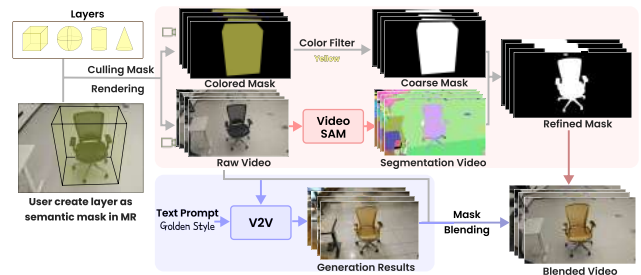 Layers
Culling Mask
Rendering
User create layer as
semantic mask in MR
Colored Mask
Color Filter
Yellow
Coarse Mask
Raw Video
Video
SAM
Segmentation Video
Refined Mask
Text Prompt
Golden Style
V2V
Generation Results
Mask
Blending
Blended Video